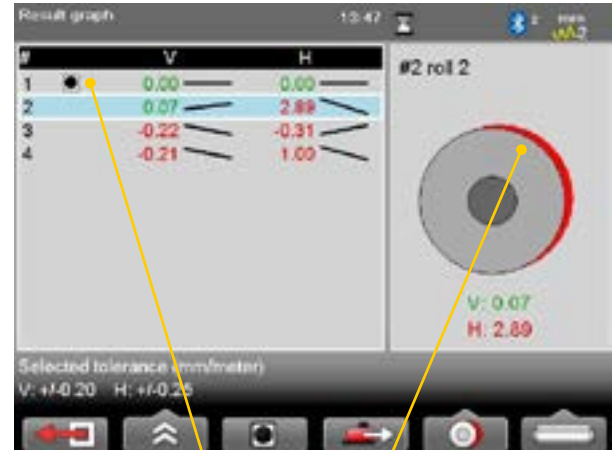 Result graph 13:47 mm
# V H
1 0.00 0.00
2 0.07 2.89
3 -0.22 -0.31
4 -0.21 1.00
#2 roll 2
V: 0.07
H: 2.89
Selected tolerance (mm/meter)
V: +/-0.20 H: +/-0.25